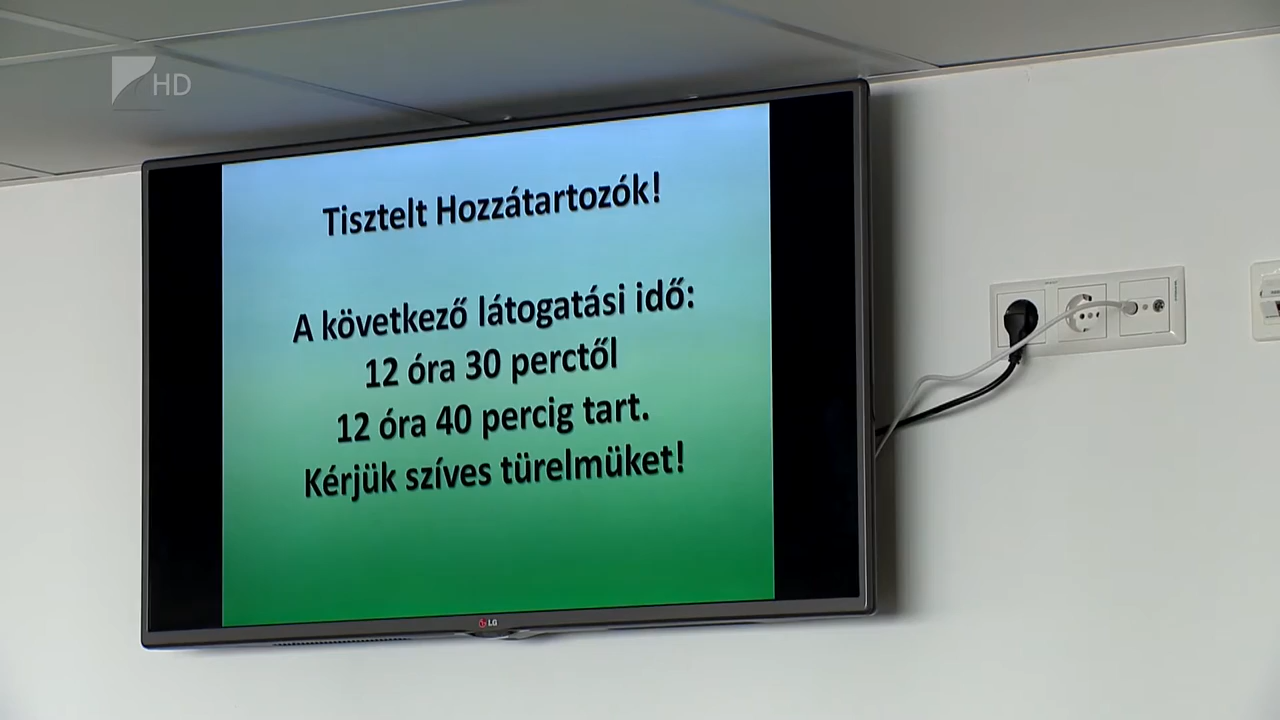 HD
Tisztelt Hozzátartozók!
A következő látogatási idő:
12 óra 30 perctől
12 óra 40 percig tart.
Kérjük szíves türelmüket!
LG